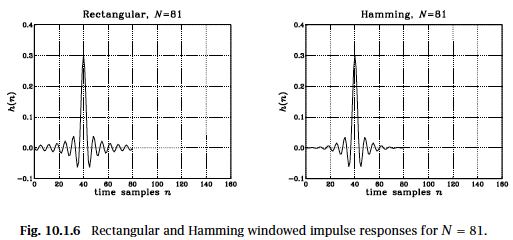 Rectangular, N=81
0.4
0.3
0.2
0.1
-0.0
-0.1
h(n)
0 20 40 60 80 100 120 140 160
time samples n
Hamming, N=81
0.4
0.3
0.2
0.1
-0.0
-0.1
h(n)
0 20 40 60 80 100 120 140 160
time samples n
Fig. 10.1.6 Rectangular and Hamming windowed impulse responses for N = 81.